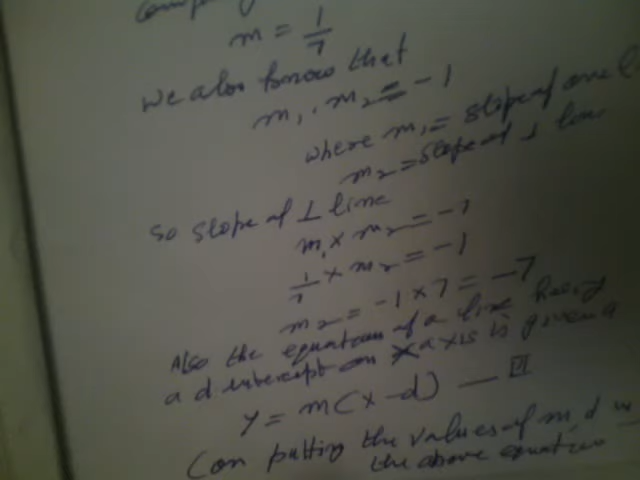 m = 1/7
We also know that
m₁ . m₂ = -1
where m₁ = slope of one
m₂ = slope of ⊥ line
so slope of ⊥ line
m₁ × m₂ = -1
1/7 × m₂ = -1
m₂ = -1 × 7 = -7
Also the equation of a line having
a d intercept on x axis is given
y = m(x - d) —
(on putting the values of m, d in
the above equation